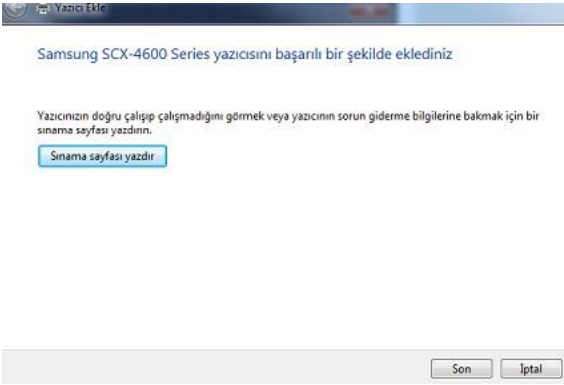 Yazıcı Ekle
Samsung SCX-4600 Series yazıcısını başarılı bir şekilde eklediniz
Yazıcınızın doğru çalışıp çalışmadığını görmek veya yazıcının sorun giderme bilgilerine bakmak için bir
sınama sayfası yazdırın.
Sınama sayfası yazdır
Son
İptal